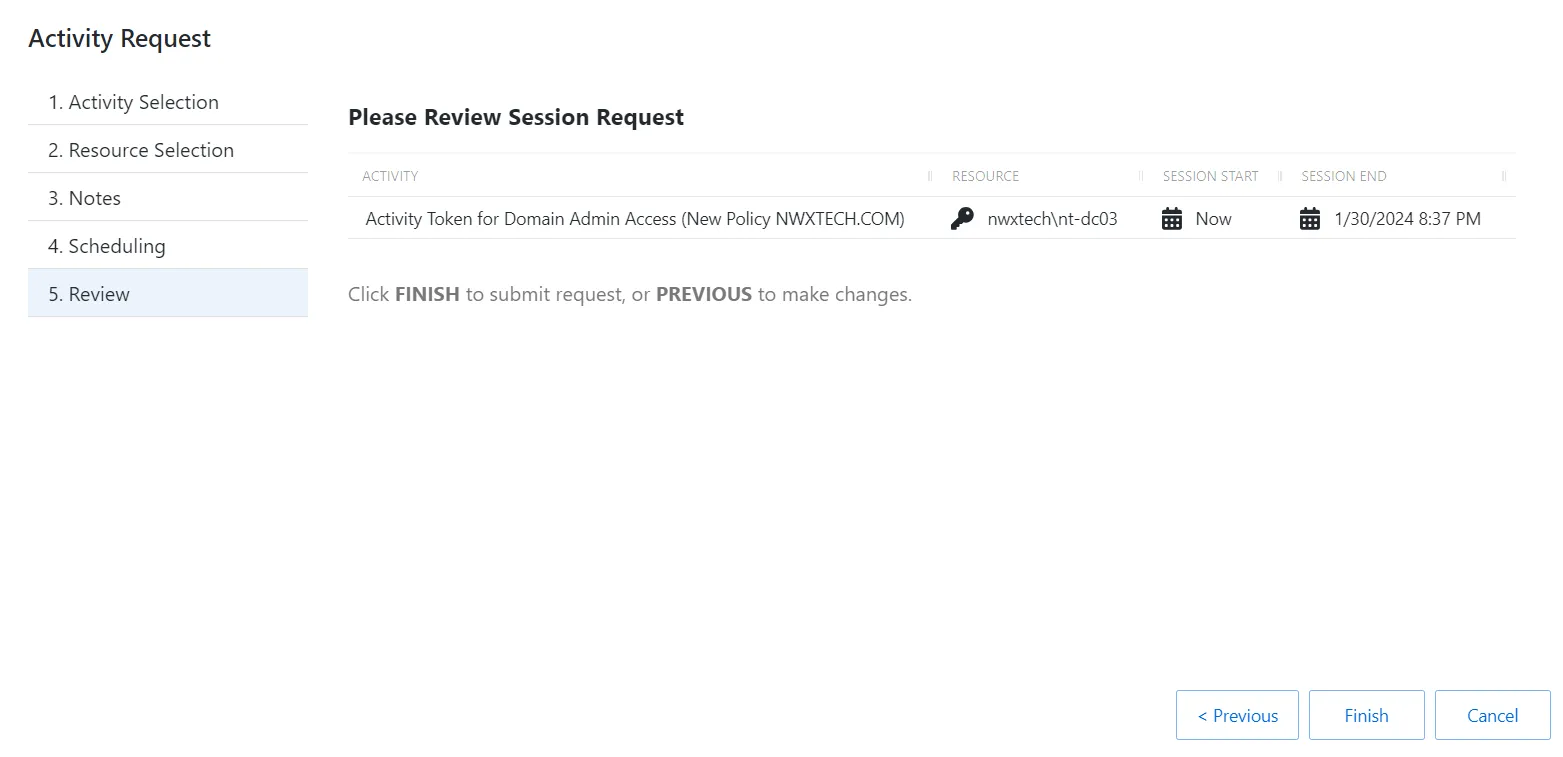 Activity Request
1. Activity Selection
2. Resource Selection
3. Notes
4. Scheduling
5. Review
Please Review Session Request
ACTIVITY RESOURCE SESSION START SESSION END
Activity Token for Domain Admin Access (New Policy NWXTECH.COM) nwxtech\nt-dc03 Now 1/30/2024 8:37 PM
Click FINISH to submit request, or PREVIOUS to make changes.
< Previous Finish Cancel